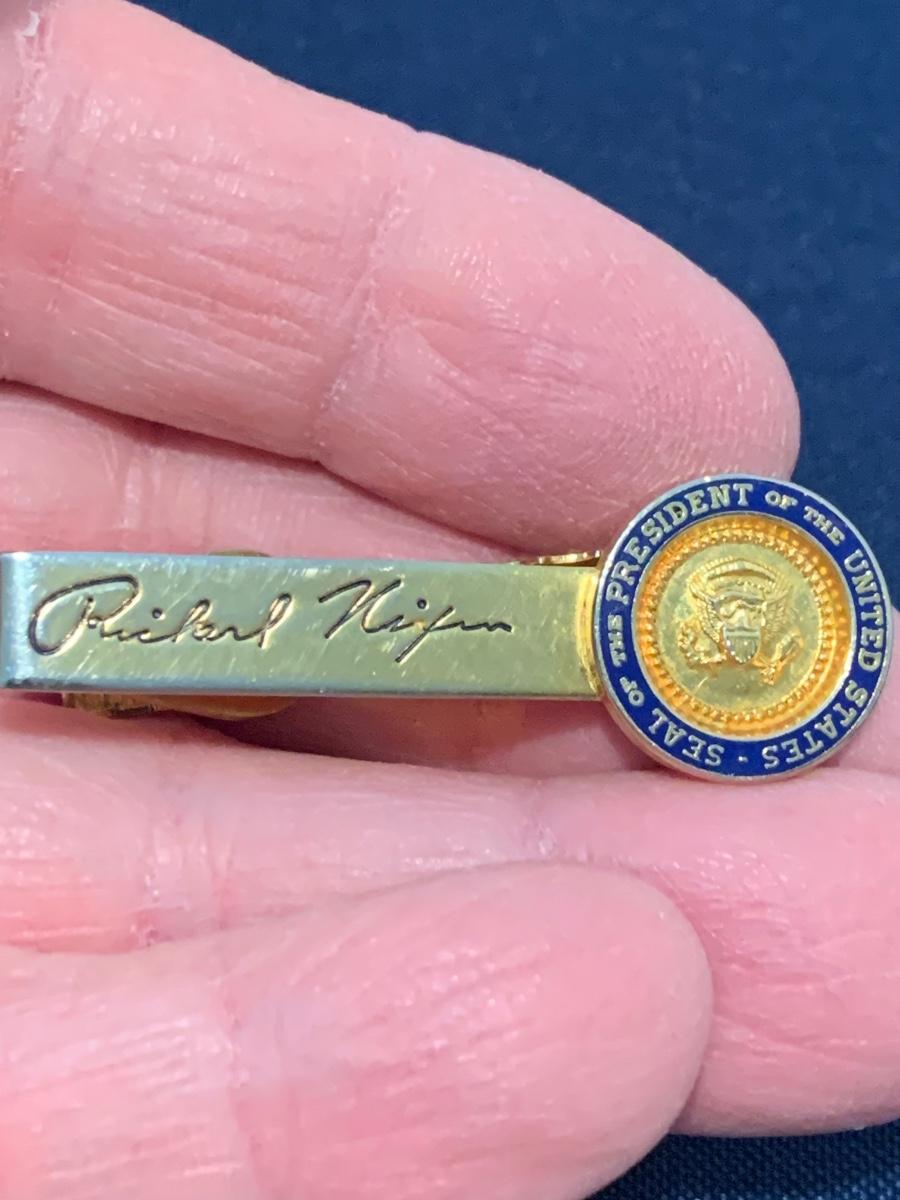 Richard Nixon
SEAL OF THE PRESIDENT OF THE UNITED STATES ·